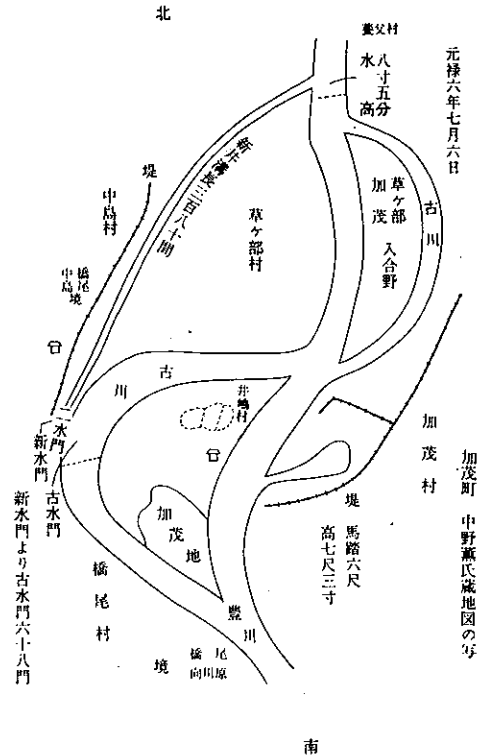 北
養父村
水 八寸五分高
元禄六年七月六日
古川
草ケ部
加茂
入合野
新井溝長三百八十間
草ケ部村
堤
中島村
橋尾
中島境
古川
井嶋村
水門
新水門
古水門
新水門より古水門六十八門
加茂地
橋尾村
豊川
橋尾
向川原
境
加茂村
堤 馬踏六尺
高七尺三寸
加茂町 中野薫氏蔵地図の写
南